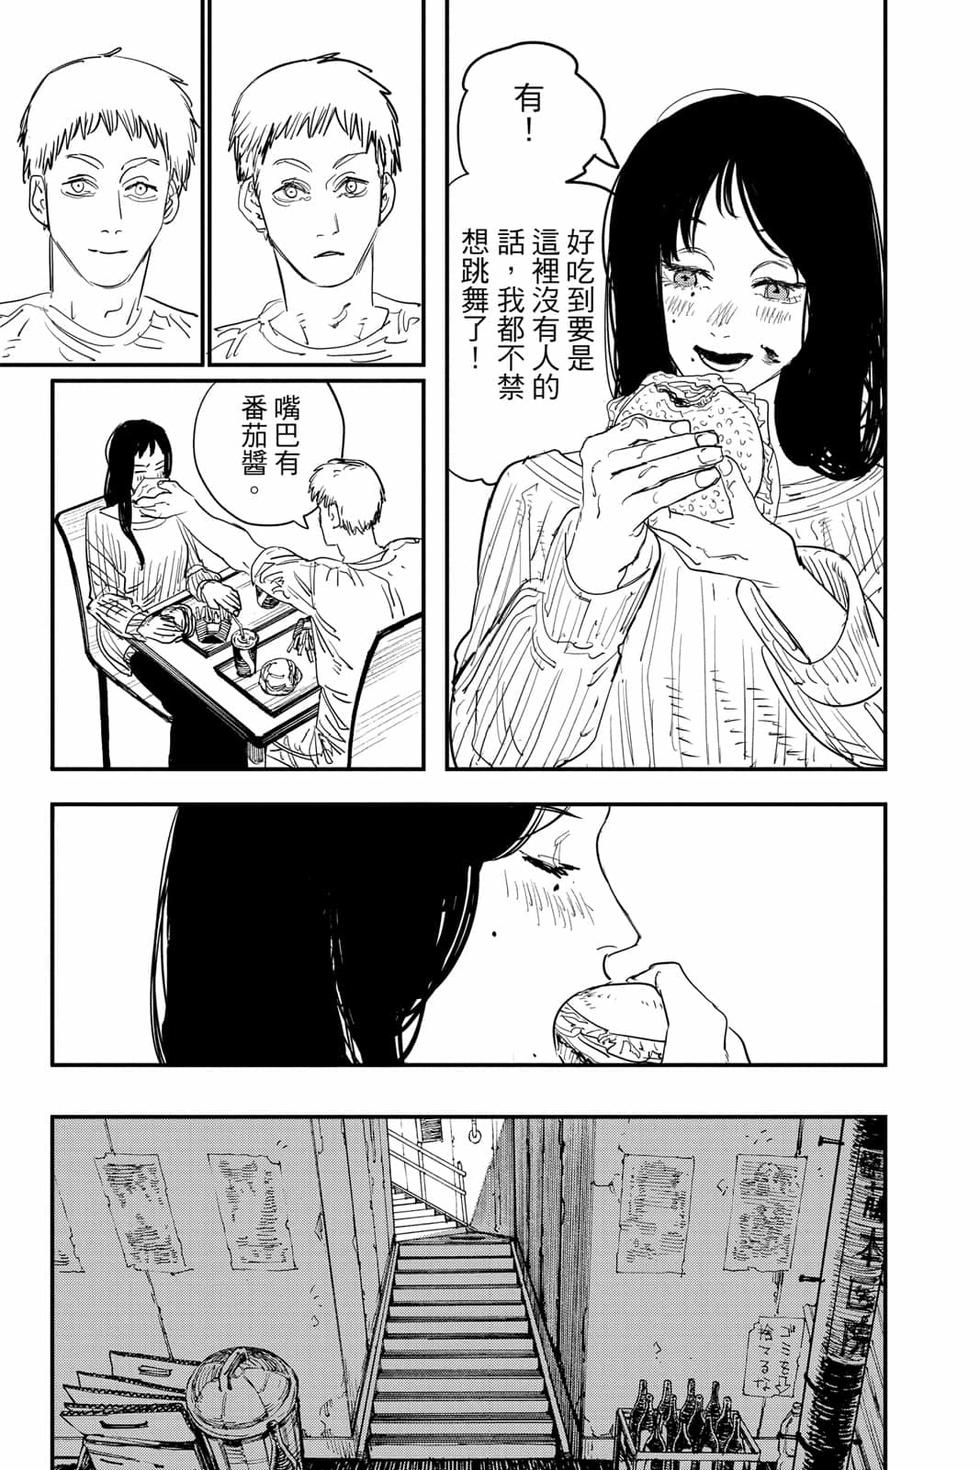 有！
好吃到要是
這裡沒有人的
話，我都不禁
想跳舞了！
嘴巴有
番茄醬。
本医院
ゴミを
捨てるな